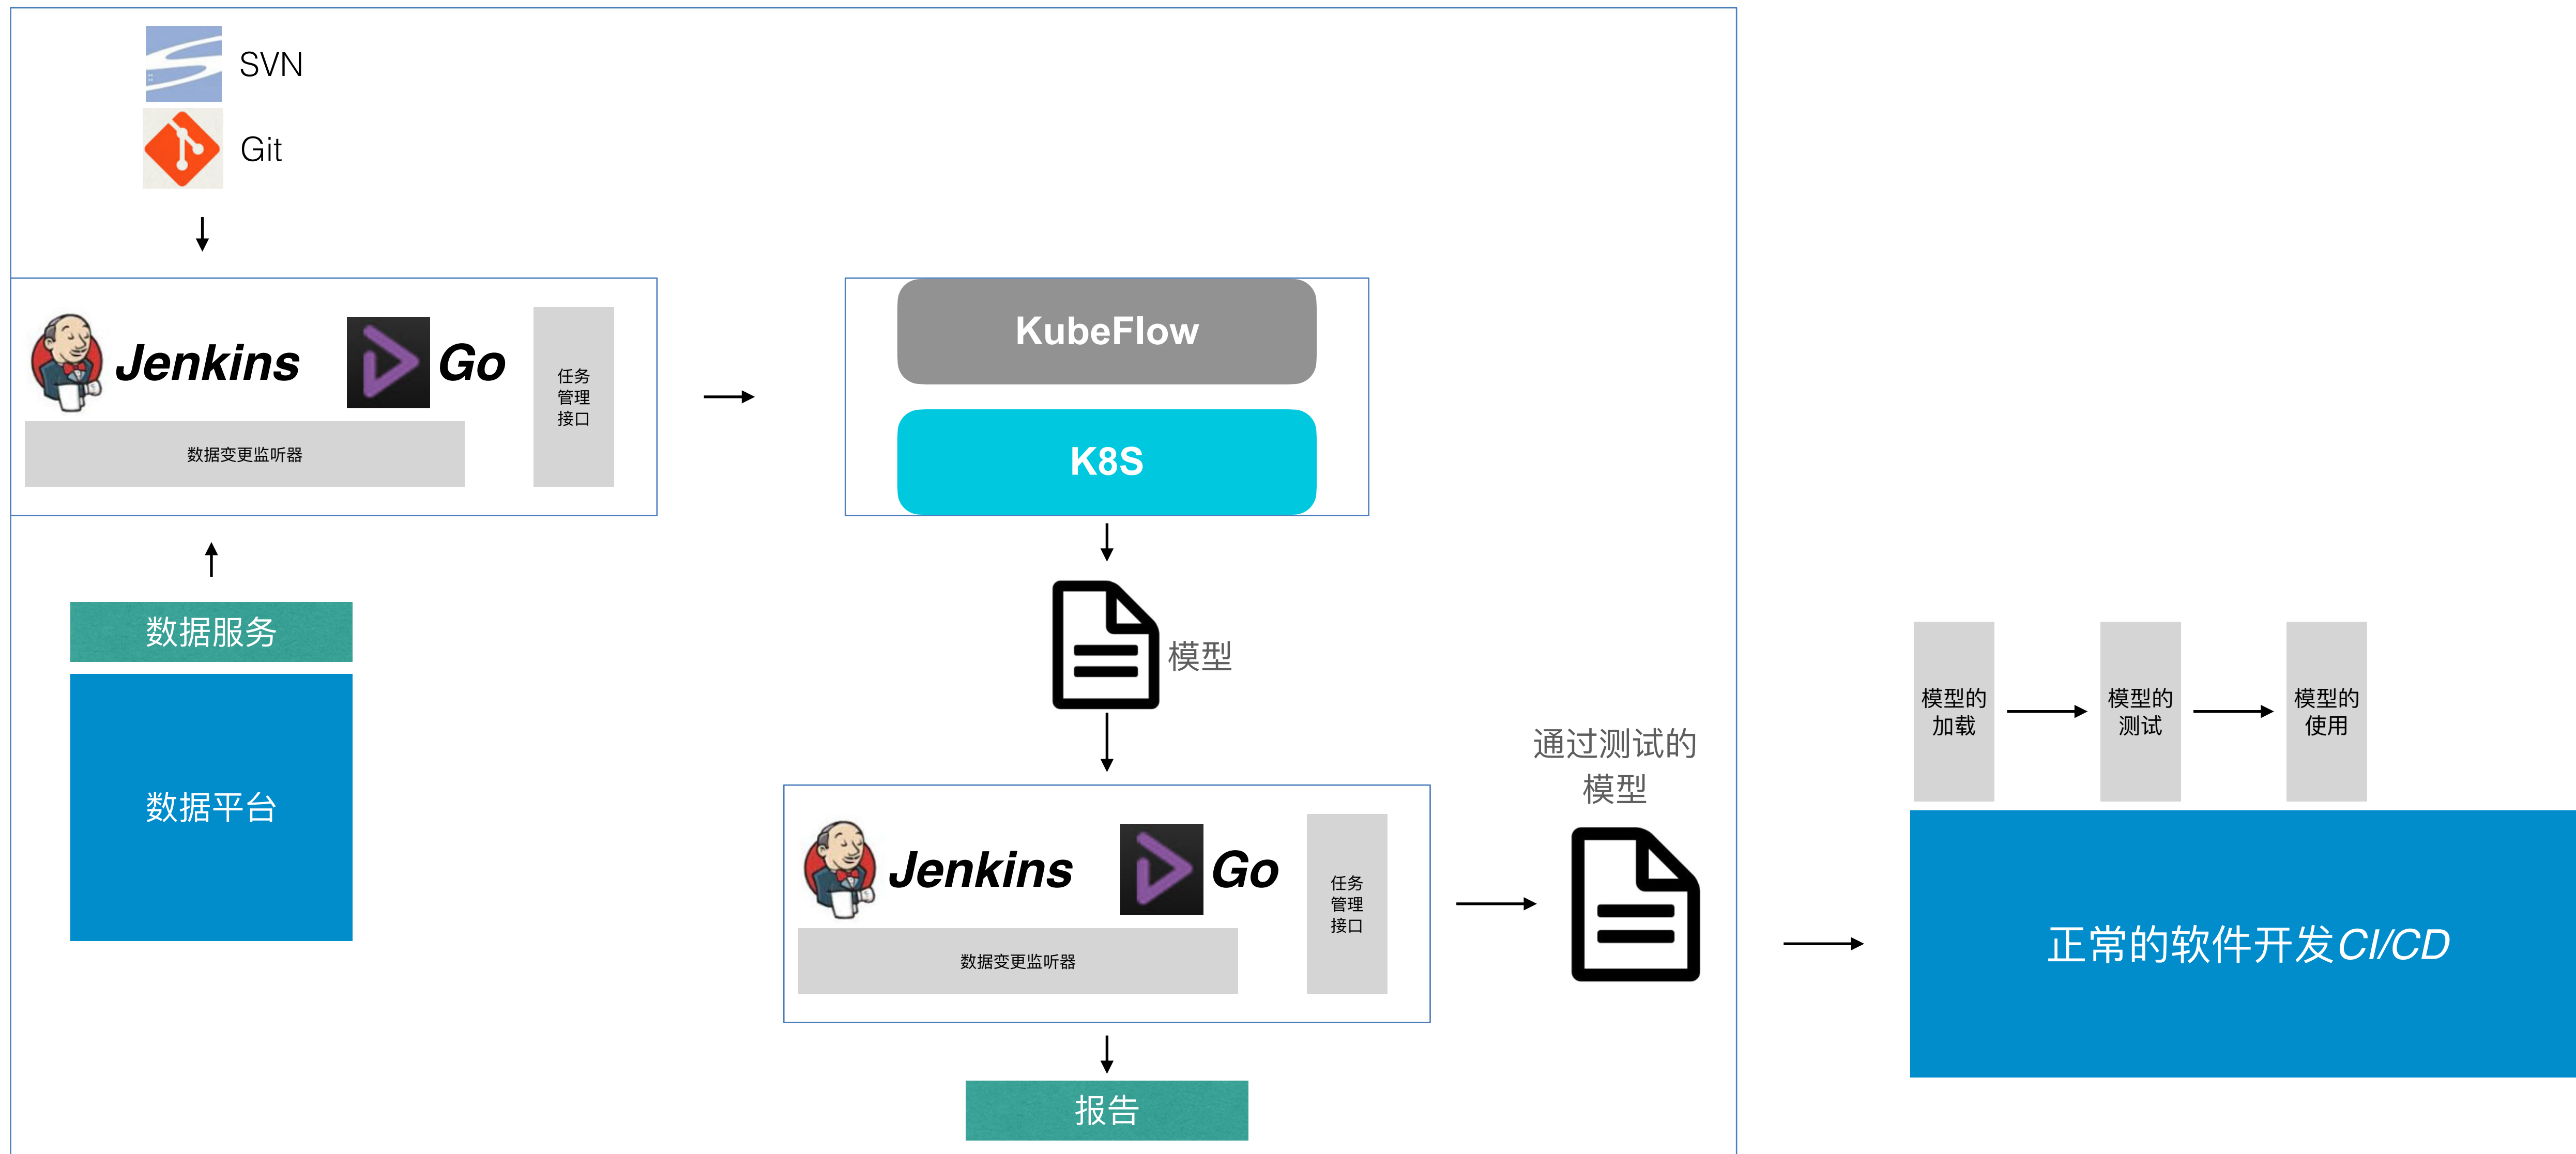 SVN
Git
Jenkins
Go
任务
管理
接口
数据变更监听器
KubeFlow
K8S
数据服务
数据平台
模型
Jenkins
Go
任务
管理
接口
数据变更监听器
报告
通过测试的
模型
模型的
加载
模型的
测试
模型的
使用
正常的软件开发CI/CD